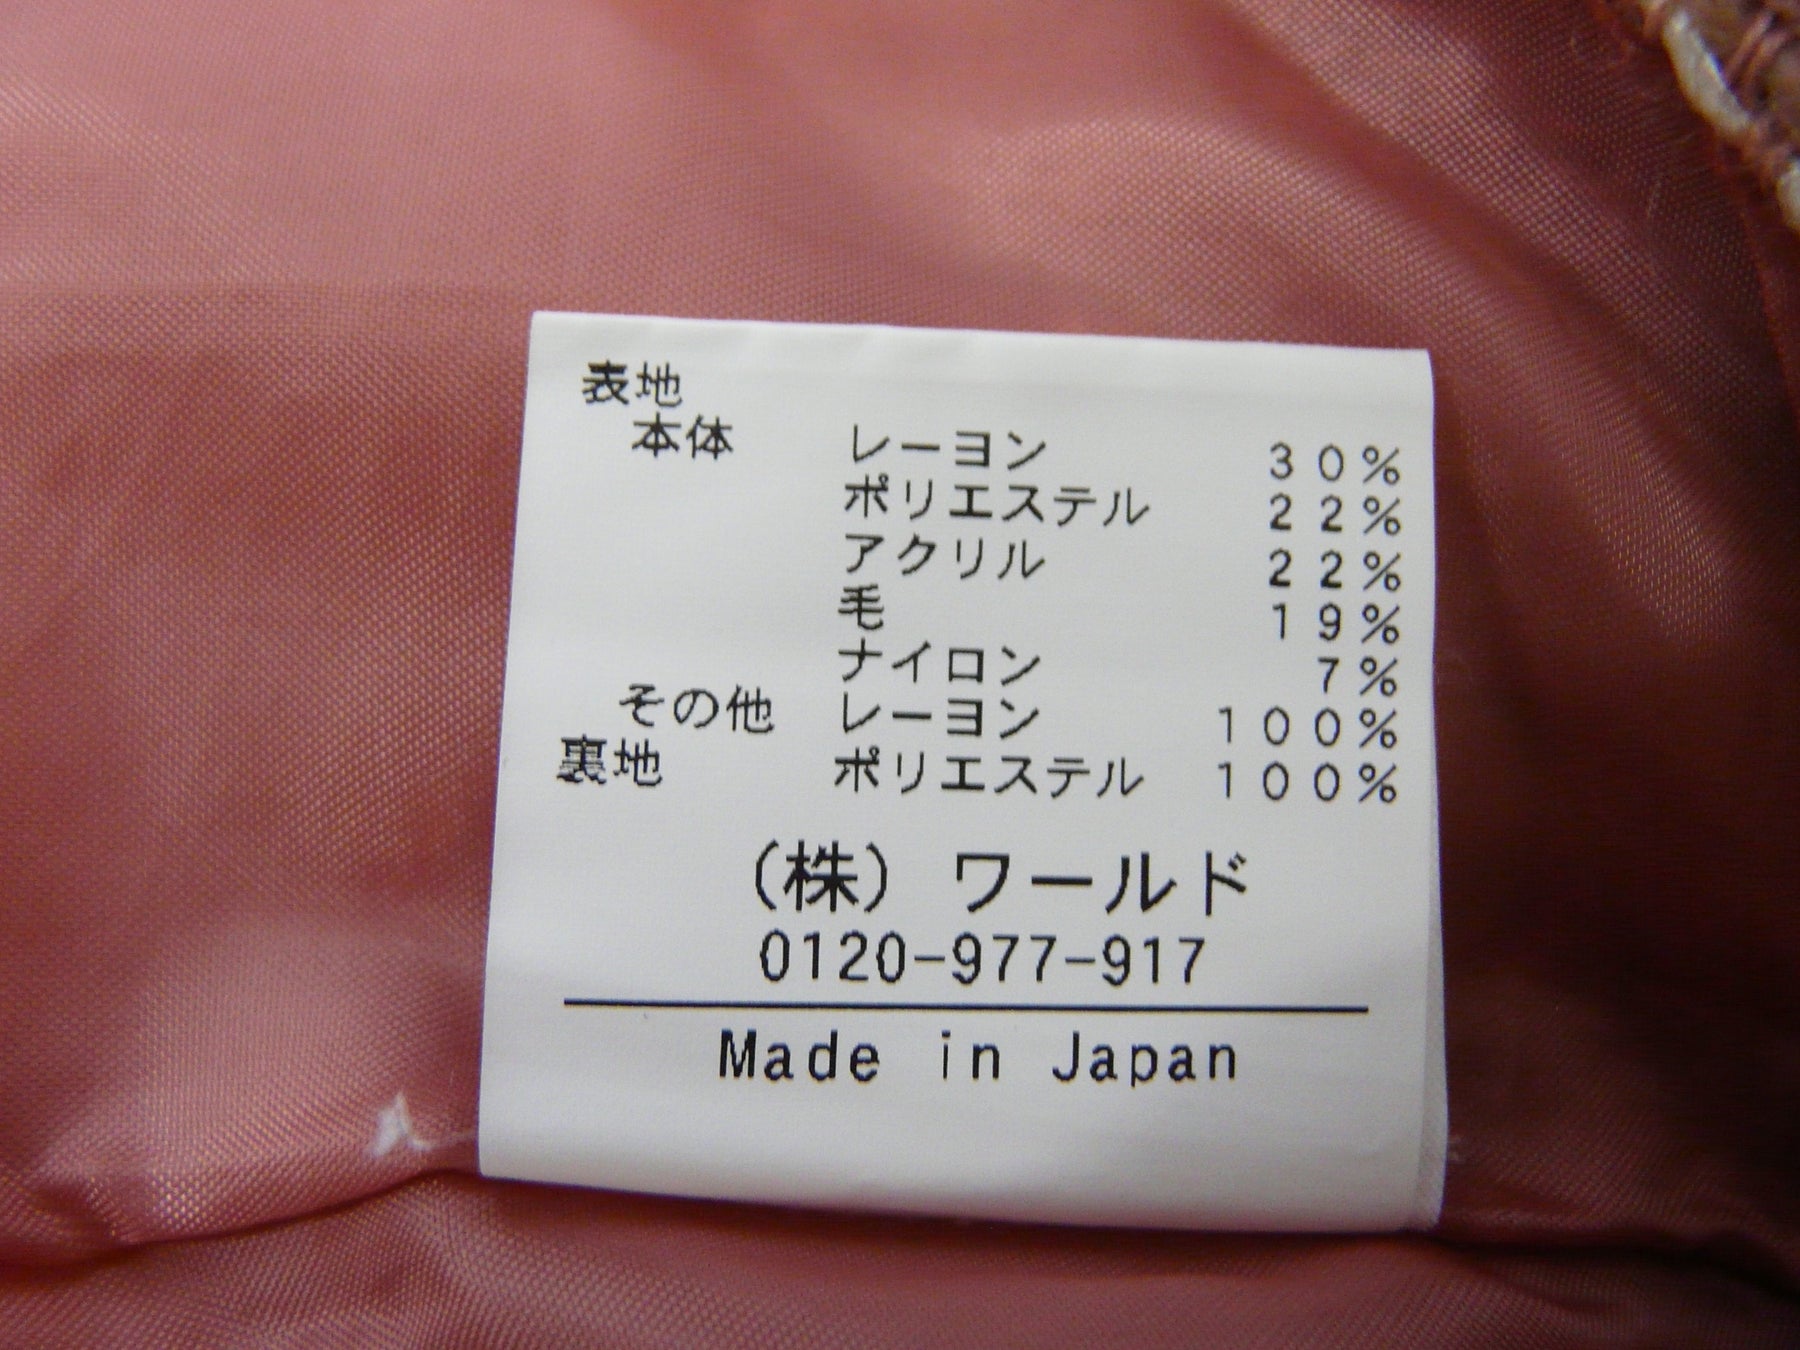 表地
本体 レーヨン 30%
ポリエステル 22%
アクリル 22%
毛 19%
ナイロン 7%
その他 レーヨン 100%
裏地 ポリエステル 100%
(株) ワールド
0120-977-917
Made in Japan